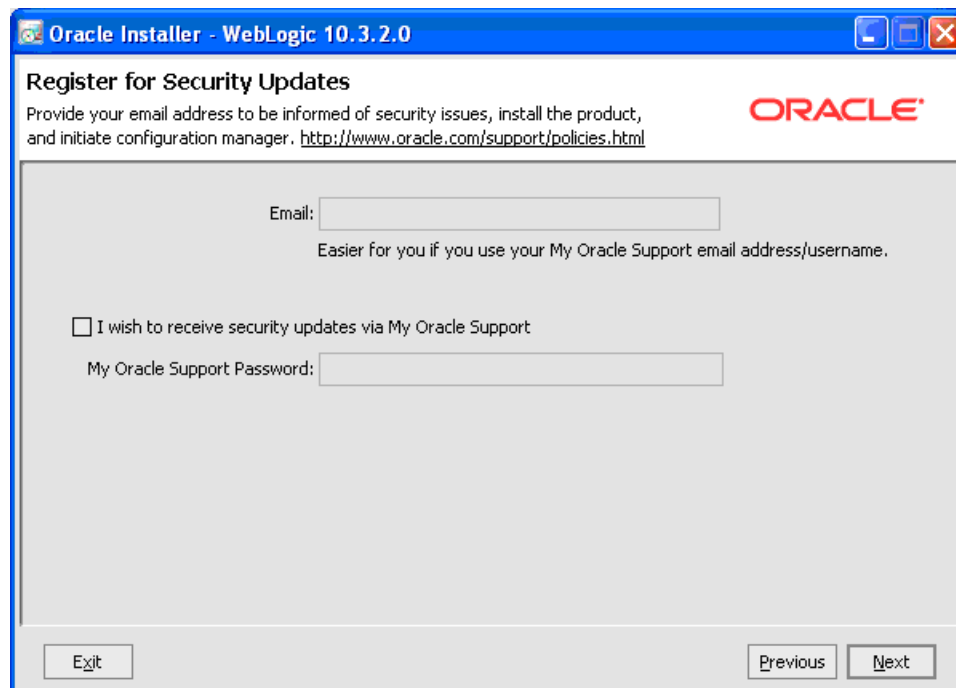 Oracle Installer - WebLogic 10.3.2.0
Register for Security Updates
Provide your email address to be informed of security issues, install the product,
and initiate configuration manager. http://www.oracle.com/support/policies.html
ORACLE
Email:
Easier for you if you use your My Oracle Support email address/username.
I wish to receive security updates via My Oracle Support
My Oracle Support Password:
Exit
Previous
Next